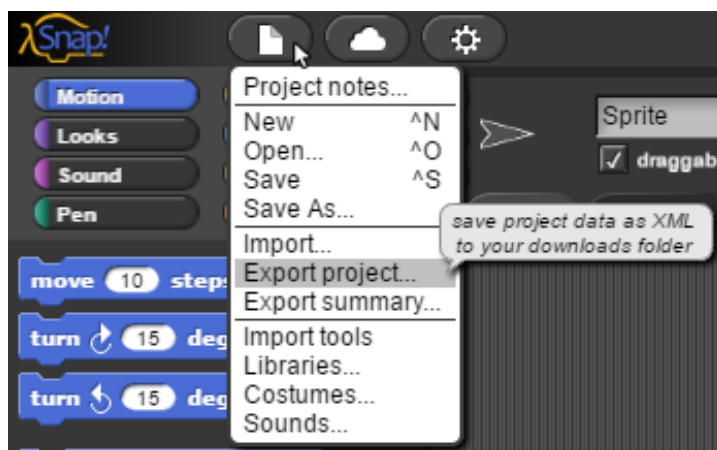 λSnap!
Motion
Looks
Sound
Pen
Project notes...
New ^N
Open... ^O
Save ^S
Save As...
Import...
Export project...
Export summary...
Import tools
Libraries...
Costumes...
Sounds...
Sprite
draggab
save project data as XML
to your downloads folder
move 10 step
turn 15 deg
turn 15 deg